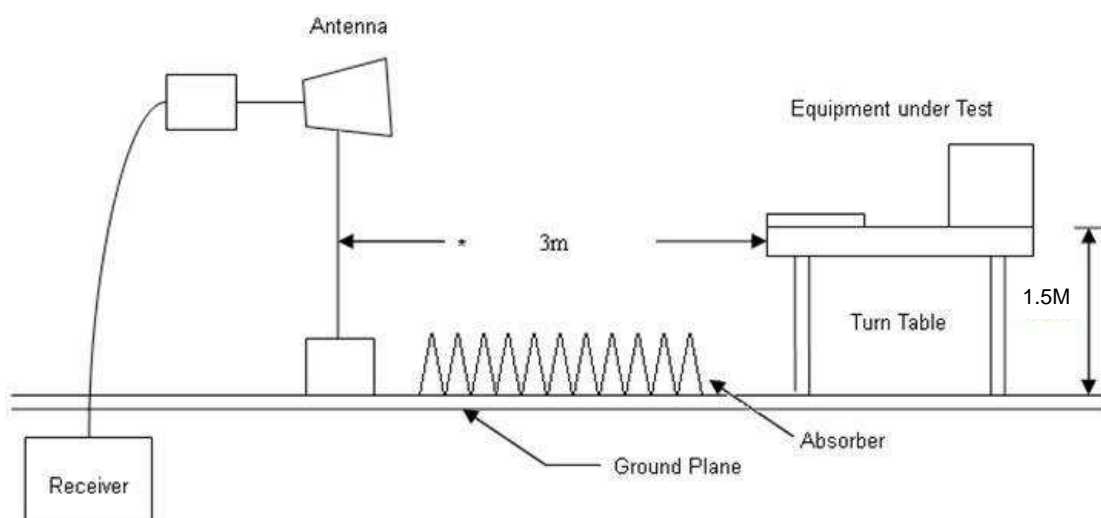 Antenna
Equipment under Test
* 3m
1.5M
Turn Table
Absorber
Ground Plane
Receiver